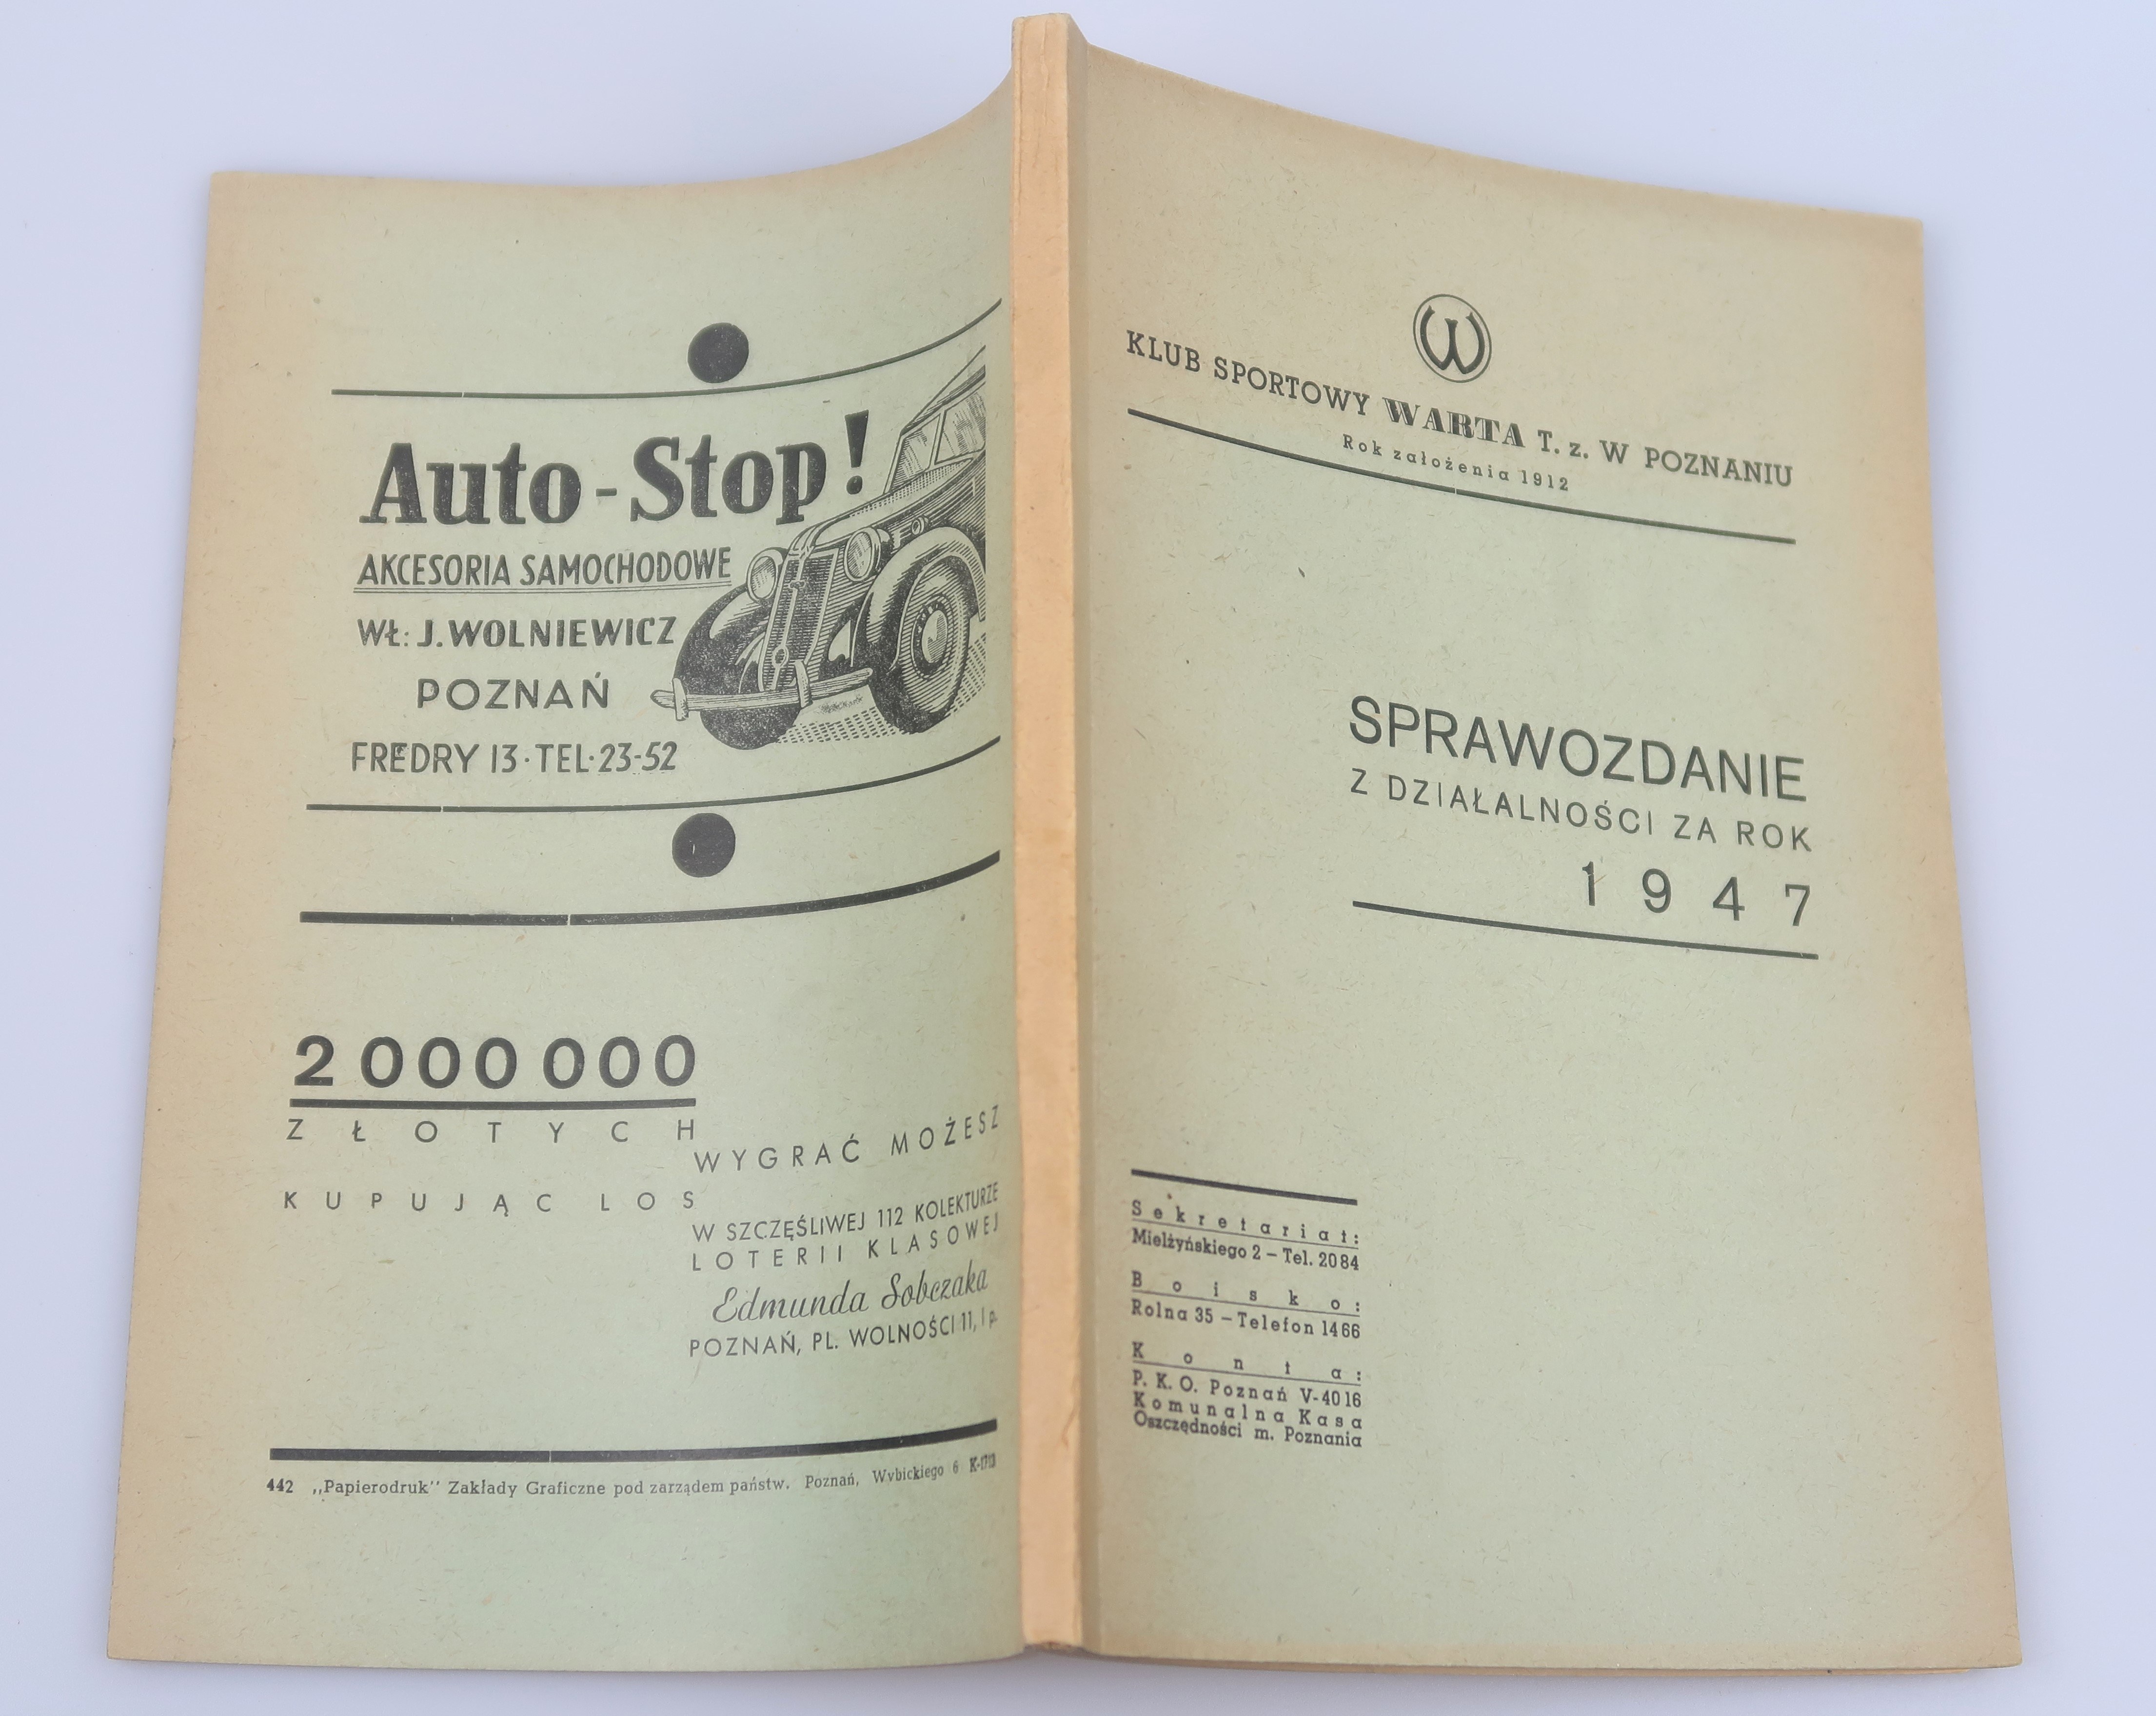 Auto-Stop!
AKCESORIA SAMOCHODOWE
WŁ: J. WOLNIEWICZ
POZNAŃ
FREDRY 13 · TEL · 23-52
2 000 000
ZŁOTYCH
WYGRAĆ MOŻESZ
KUPUJĄC LOS
W SZCZĘŚLIWEJ 112 KOLEKTURZE
LOTERII KLASOWEJ
Edmunda Sobczaka
POZNAŃ, PL. WOLNOŚCI 11, I p.
442 „Papierodruk" Zakłady Graficzne pod zarządem państw. Poznań, Wybickiego 6
W
KLUB SPORTOWY WARTA T. z. W POZNANIU
Rok założenia 1912
SPRAWOZDANIE
Z DZIAŁALNOŚCI ZA ROK
1947
Sekretariat:
Mielżyńskiego 2 – Tel. 2084
Boisko:
Rolna 35 – Telefon 1466
Konta:
P. K. O. Poznań V-4016
Komunalna Kasa
Oszczędności m. Poznania